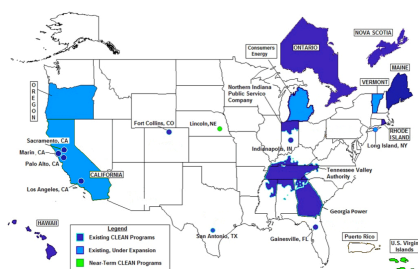 ONTARIO
NOVA SCOTIA
MAINE
VERMONT
RHODE
ISLAND
Long Island, NY
Consumers
Energy
Northern Indiana
Public Service
Company
OREGON
Fort Collins, CO
Lincoln, NE
Indianapolis, IN
Sacramento, CA
Marin , CA
Palo Alto, CA
Los Angeles, CA
CALIFORNIA
Tennessee Valley
Authority
Georgia Power
HAWAII
Legend
Existing CLEAN Programs
Existing, Under Expansion
Near-Term CLEAN Programs
San Antonio, TX
Gainesville, FL
Puerto Rico
U.S. Virgin
Islands